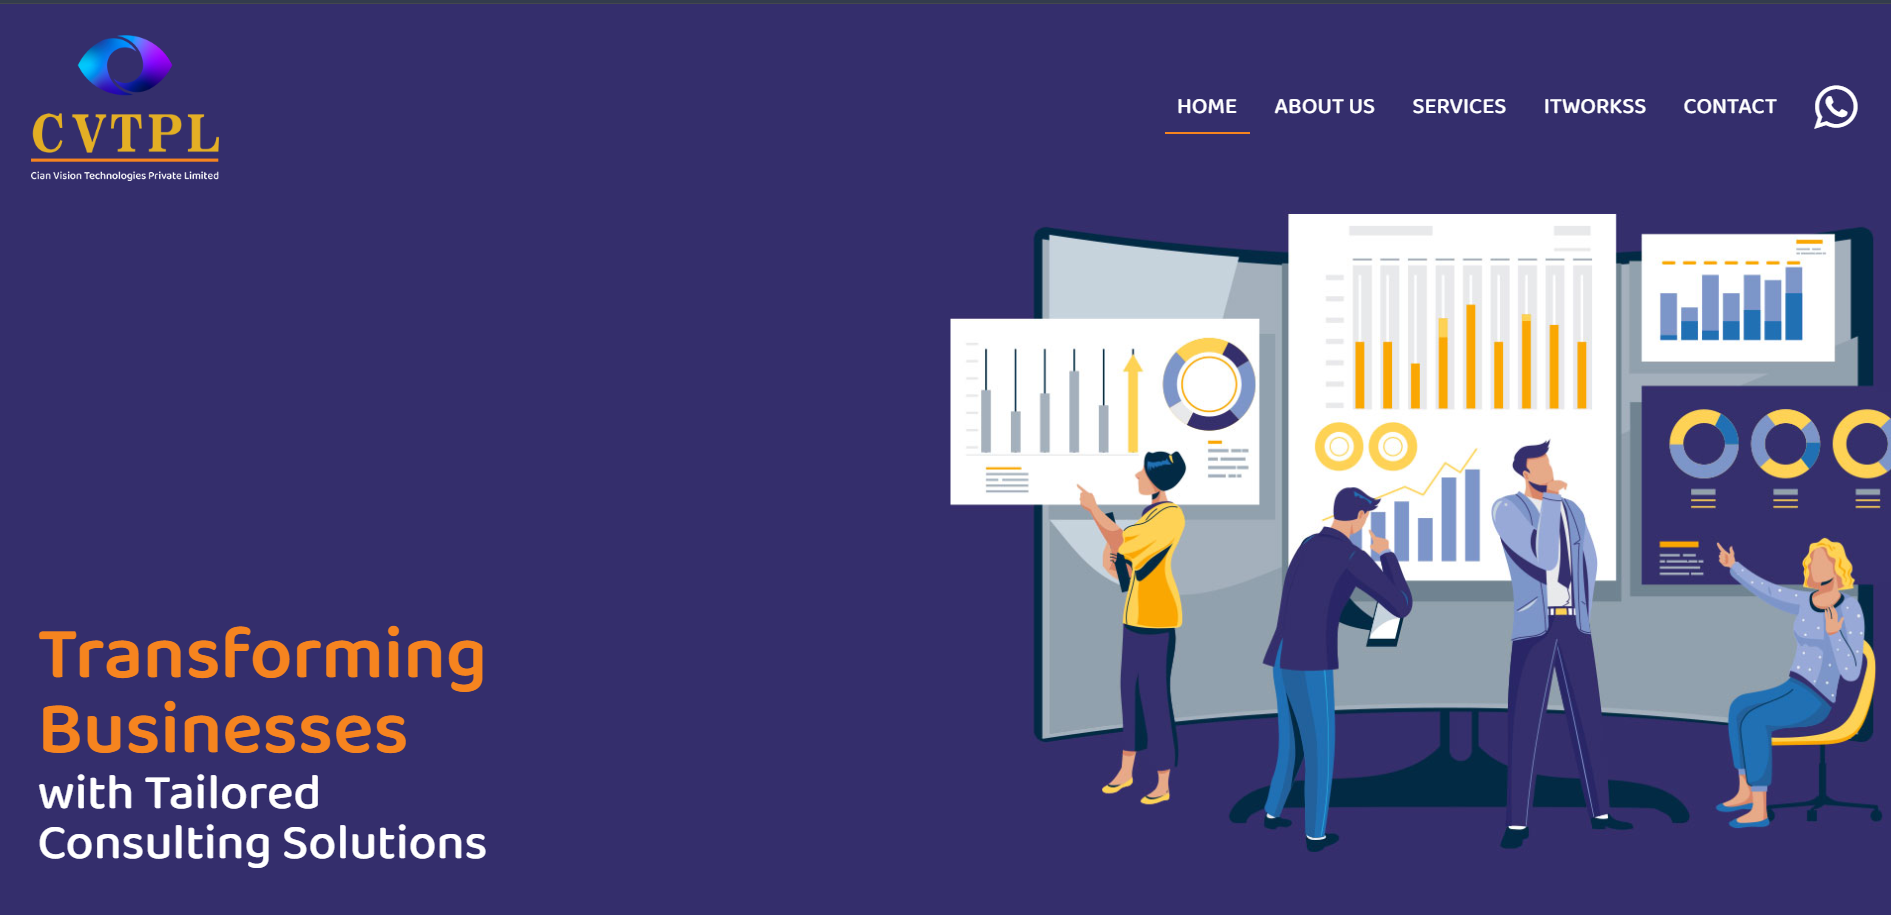 CVTPL
Cian Vision Technologies Private Limited
HOME ABOUT US SERVICES ITWORKSS CONTACT
Transforming
Businesses
with Tailored
Consulting Solutions